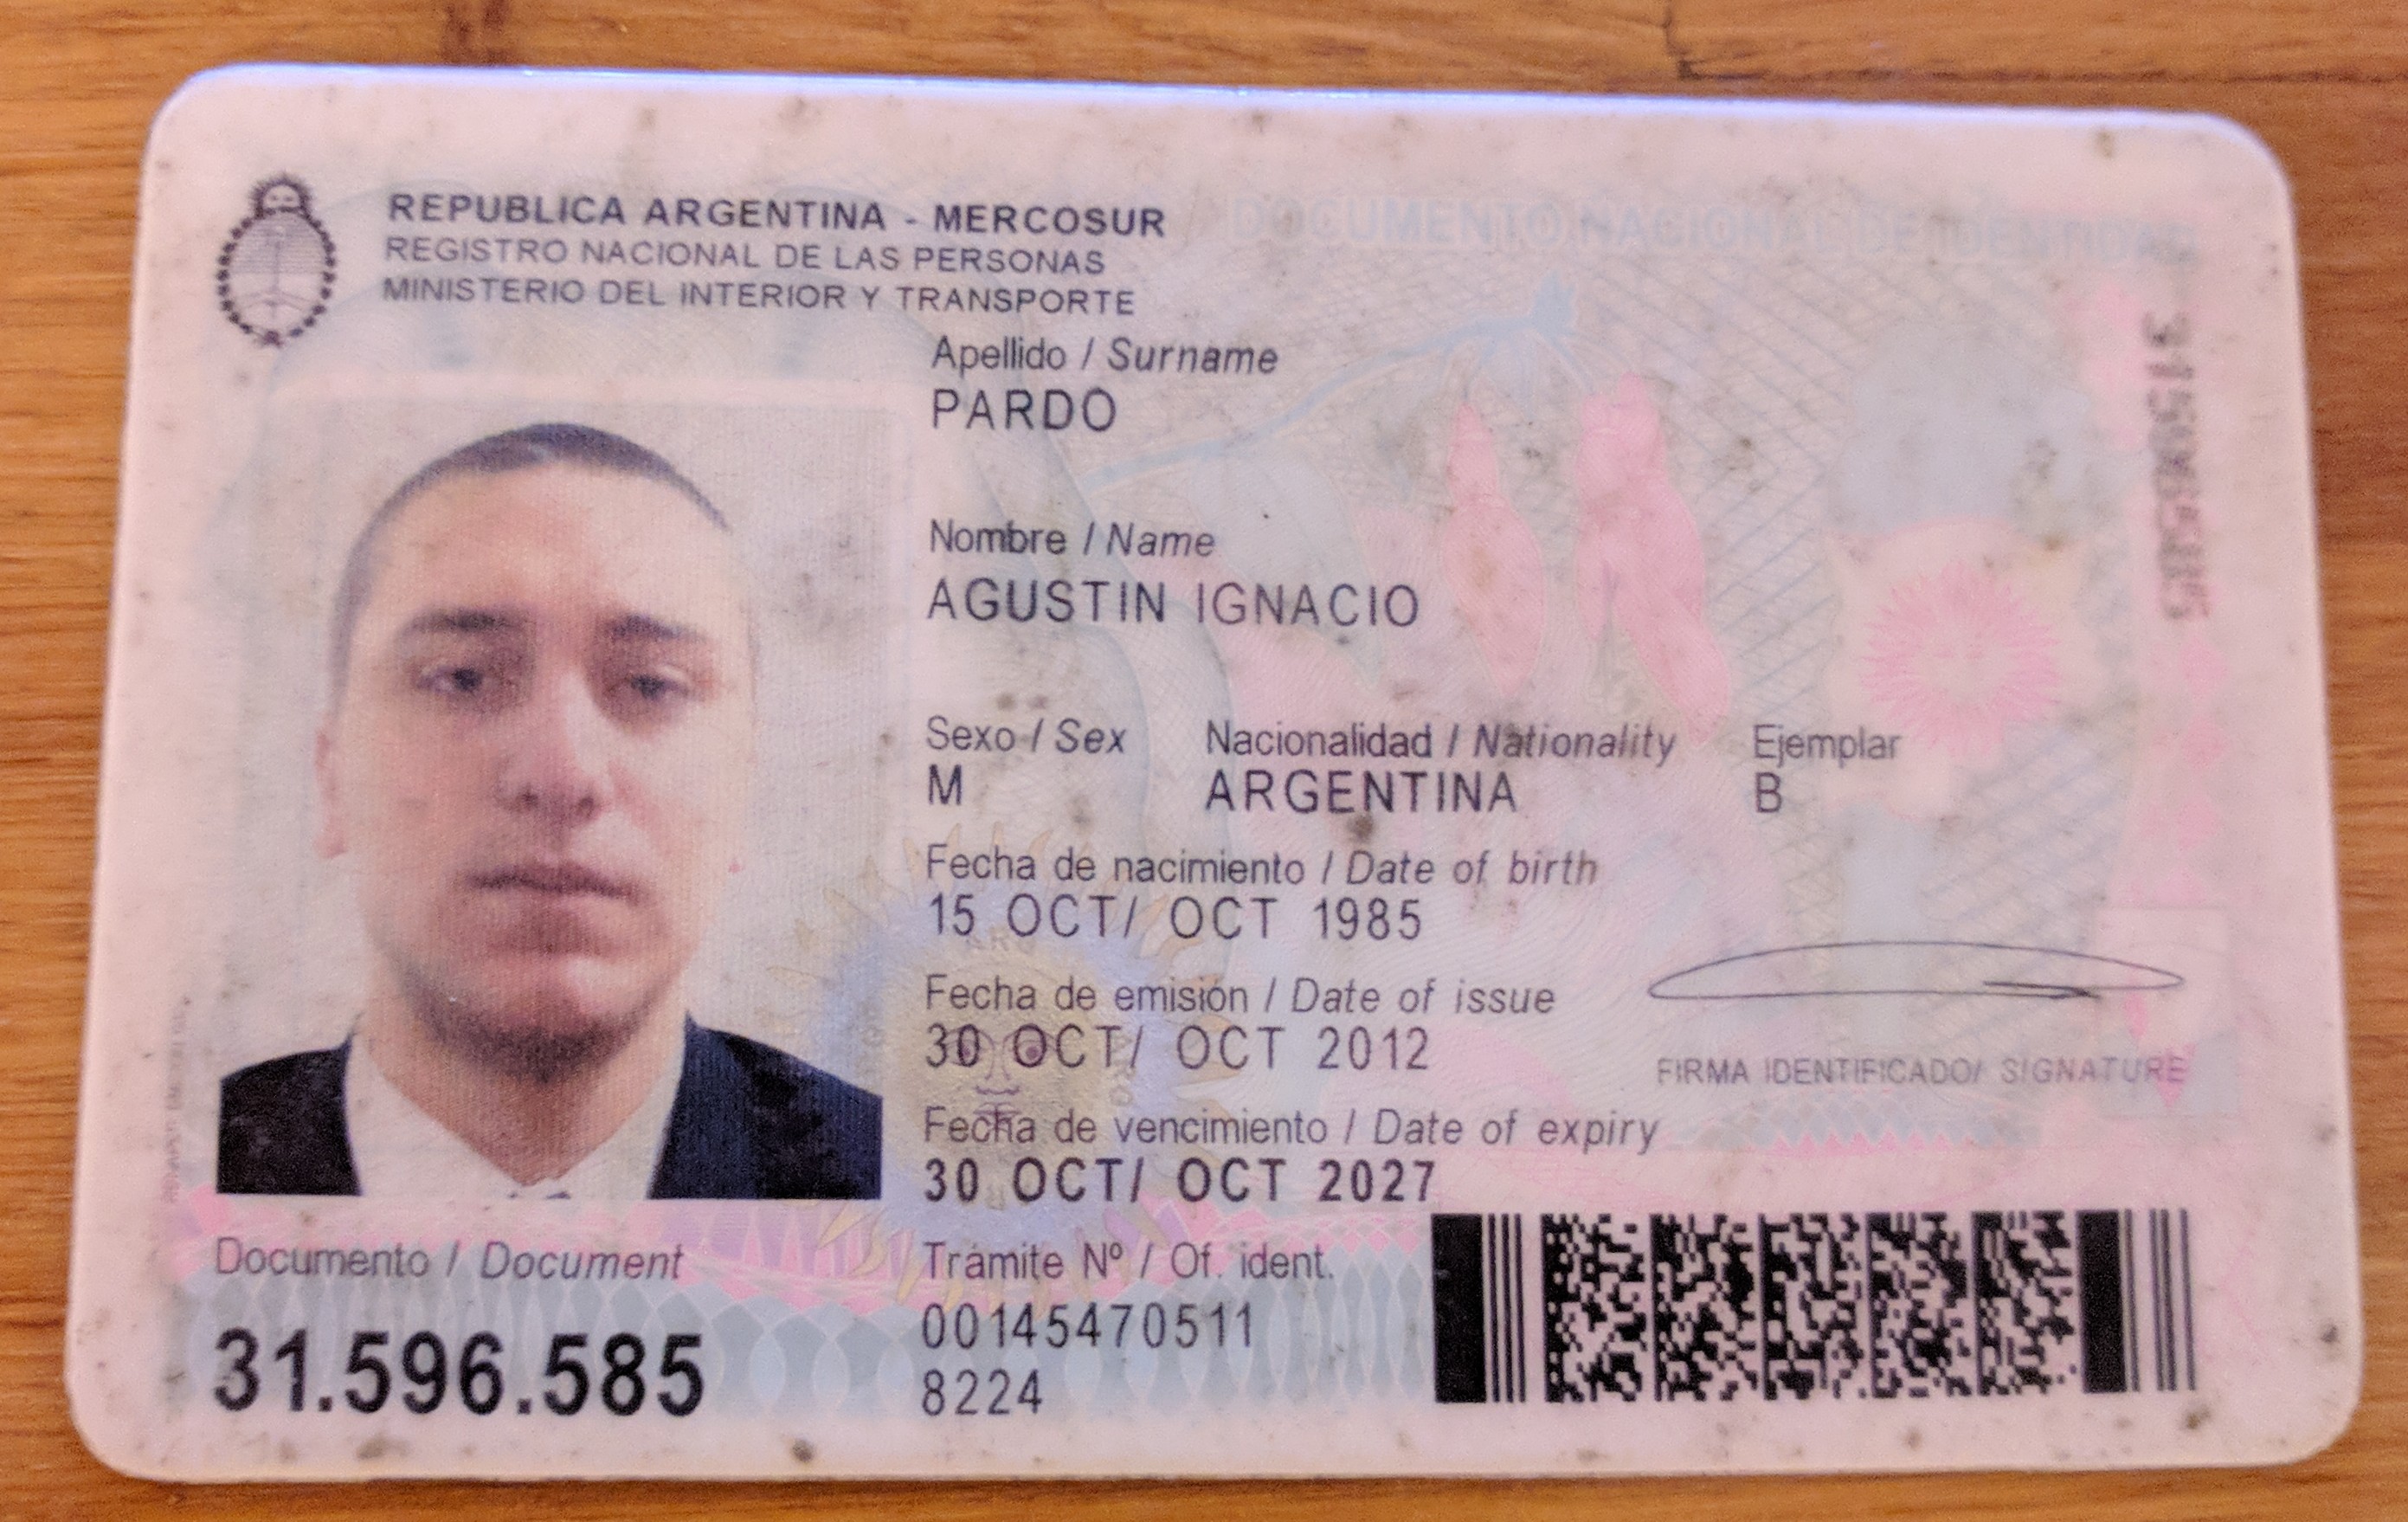 REPUBLICA ARGENTINA - MERCOSUR
REGISTRO NACIONAL DE LAS PERSONAS
MINISTERIO DEL INTERIOR Y TRANSPORTE
DOCUMENTO NACIONAL DE IDENTIDAD
Apellido / Surname
PARDO
Nombre / Name
AGUSTIN IGNACIO
Sexo / Sex Nacionalidad / Nationality Ejemplar
M ARGENTINA B
Fecha de nacimiento / Date of birth
15 OCT/ OCT 1985
Fecha de emisión / Date of issue
30 OCT/ OCT 2012
FIRMA IDENTIFICADO/ SIGNATURE
Fecha de vencimiento / Date of expiry
30 OCT/ OCT 2027
Documento / Document
31.596.585
Trámite Nº / Of. ident.
00145470511
8224
31596585